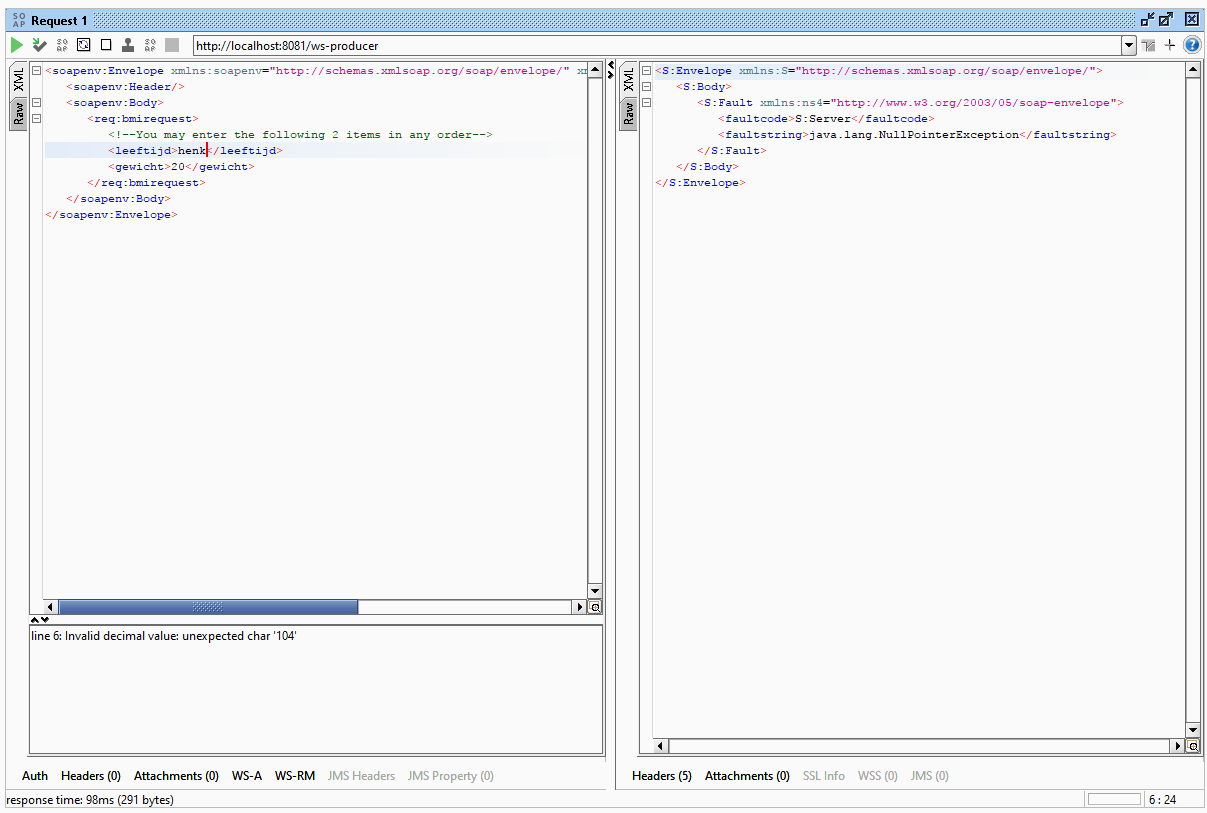 SO AP Request 1
http://localhost:8081/ws-producer
XML
Raw
<soapenv:Envelope xmlns:soapenv="http://schemas.xmlsoap.org/soap/envelope/"
<soapenv:Header/>
<soapenv:Body>
<req:bmirequest>
<!--You may enter the following 2 items in any order-->
<leeftijd>henk</leeftijd>
<gewicht>20</gewicht>
</req:bmirequest>
</soapenv:Body>
</soapenv:Envelope>
line 6: Invalid decimal value: unexpected char '104'
Auth Headers (0) Attachments (0) WS-A WS-RM JMS Headers JMS Property (0)
XML
Raw
<S:Envelope xmlns:S="http://schemas.xmlsoap.org/soap/envelope/">
<S:Body>
<S:Fault xmlns:ns4="http://www.w3.org/2003/05/soap-envelope">
<faultcode>S:Server</faultcode>
<faultstring>java.lang.NullPointerException</faultstring>
</S:Fault>
</S:Body>
</S:Envelope>
Headers (5) Attachments (0) SSL Info WSS (0) JMS (0)
response time: 98ms (291 bytes)
6 : 24